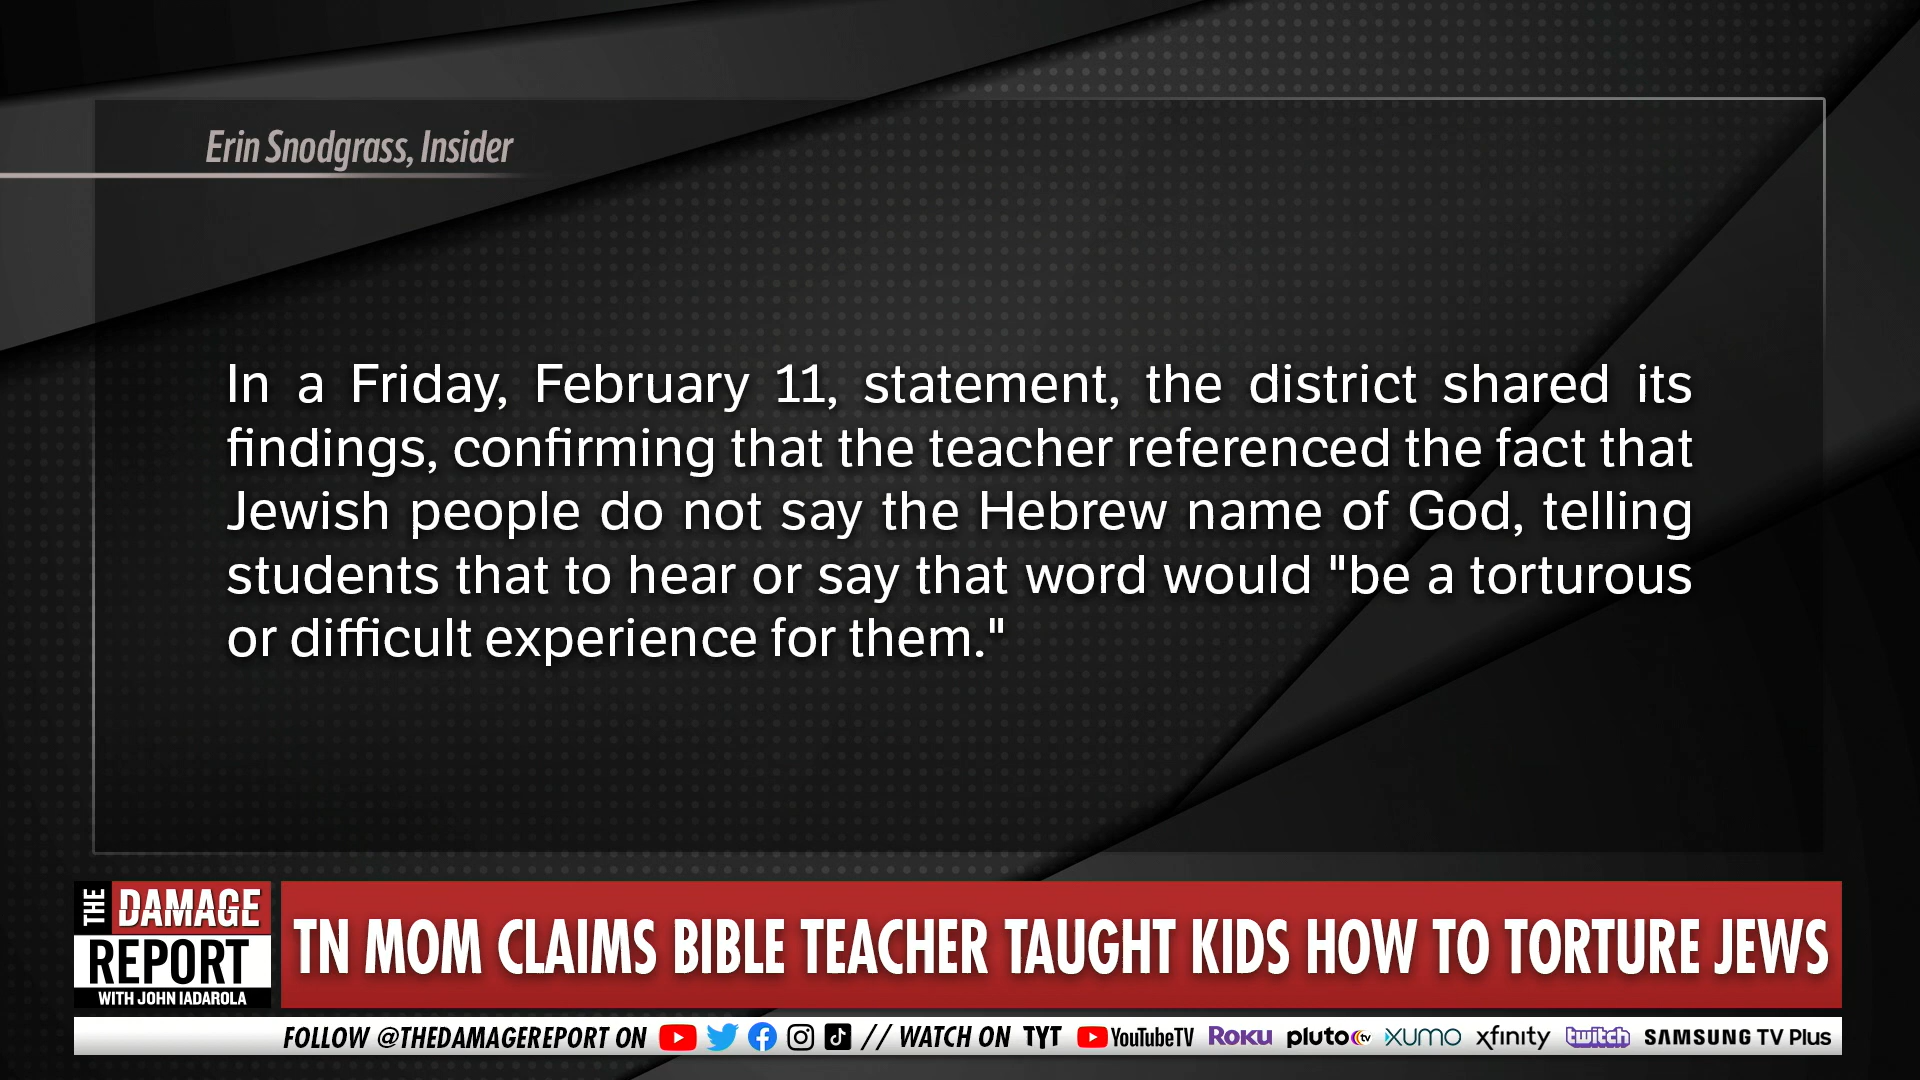 Erin Snodgrass, Insider
In a Friday, February 11, statement, the district shared its
findings, confirming that the teacher referenced the fact that
Jewish people do not say the Hebrew name of God, telling
students that to hear or say that word would "be a torturous
or difficult experience for them."
THE DAMAGE
REPORT
WITH JOHN IADAROLA
TN MOM CLAIMS BIBLE TEACHER TAUGHT KIDS HOW TO TORTURE JEWS
FOLLOW @THEDAMAGEREPORT ON // WATCH ON TYT YouTubeTV ROKU pluto tv XUMO xfinity twitch SAMSUNG TV Plus